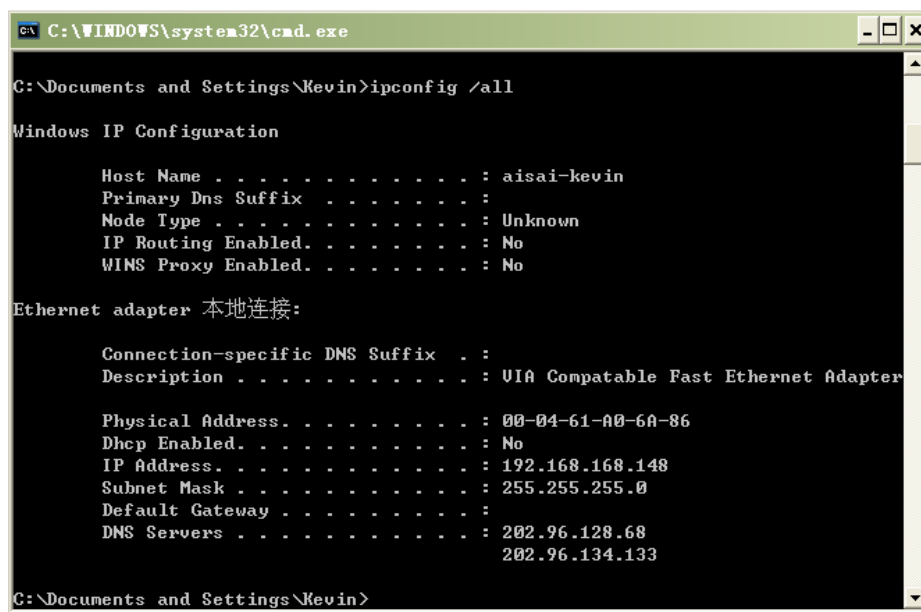 C:\WINDOWS\system32\cmd.exe
C:\Documents and Settings\Kevin>ipconfig /all
Windows IP Configuration
Host Name . . . . . . . . . . . . : aisai-kevin
Primary Dns Suffix  . . . . . . . :
Node Type . . . . . . . . . . . . : Unknown
IP Routing Enabled. . . . . . . . : No
WINS Proxy Enabled. . . . . . . . : No
Ethernet adapter 本地连接:
Connection-specific DNS Suffix  . :
Description . . . . . . . . . . . : VIA Compatable Fast Ethernet Adapter
Physical Address. . . . . . . . . : 00-04-61-A0-6A-86
Dhcp Enabled. . . . . . . . . . . : No
IP Address. . . . . . . . . . . . : 192.168.168.148
Subnet Mask . . . . . . . . . . . : 255.255.255.0
Default Gateway . . . . . . . . . :
DNS Servers . . . . . . . . . . . : 202.96.128.68
202.96.134.133
C:\Documents and Settings\Kevin>